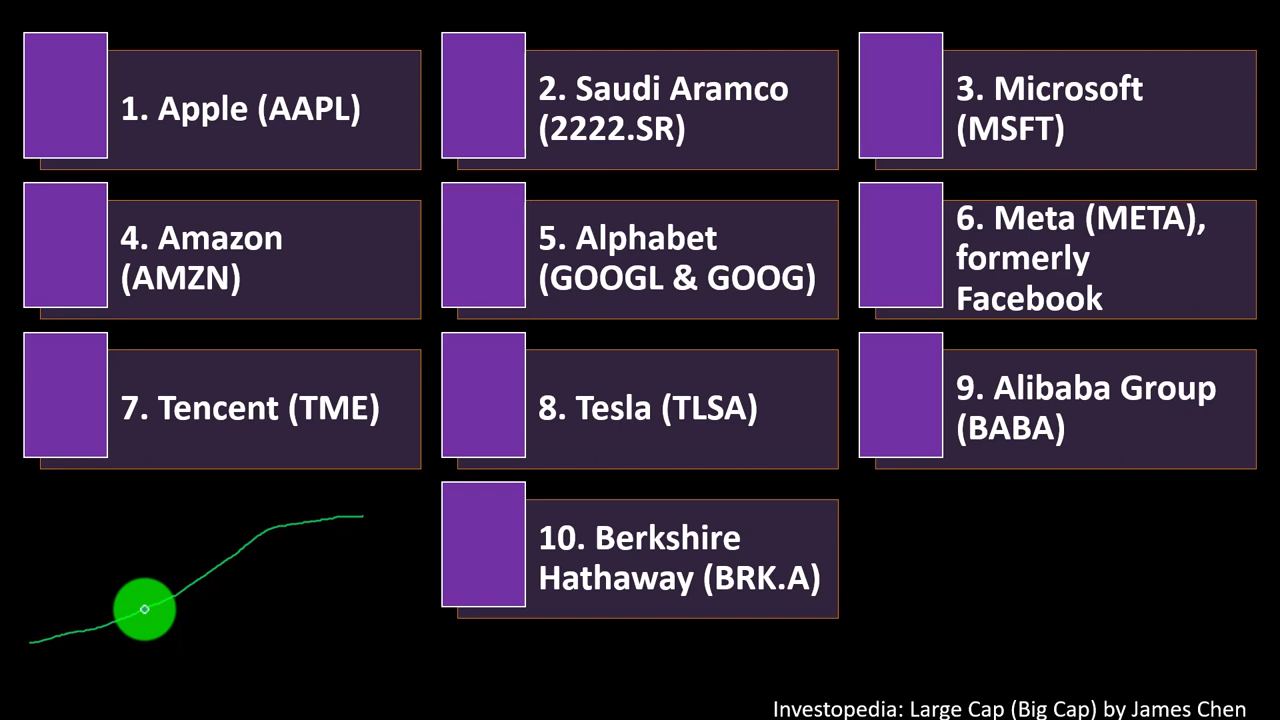 1. Apple (AAPL)
2. Saudi Aramco
(2222.SR)
3. Microsoft
(MSFT)
4. Amazon
(AMZN)
5. Alphabet
(GOOGL & GOOG)
6. Meta (META),
formerly
Facebook
7. Tencent (TME)
8. Tesla (TLSA)
9. Alibaba Group
(BABA)
10. Berkshire
Hathaway (BRK.A)
Investopedia: Large Cap (Big Cap) by James Chen